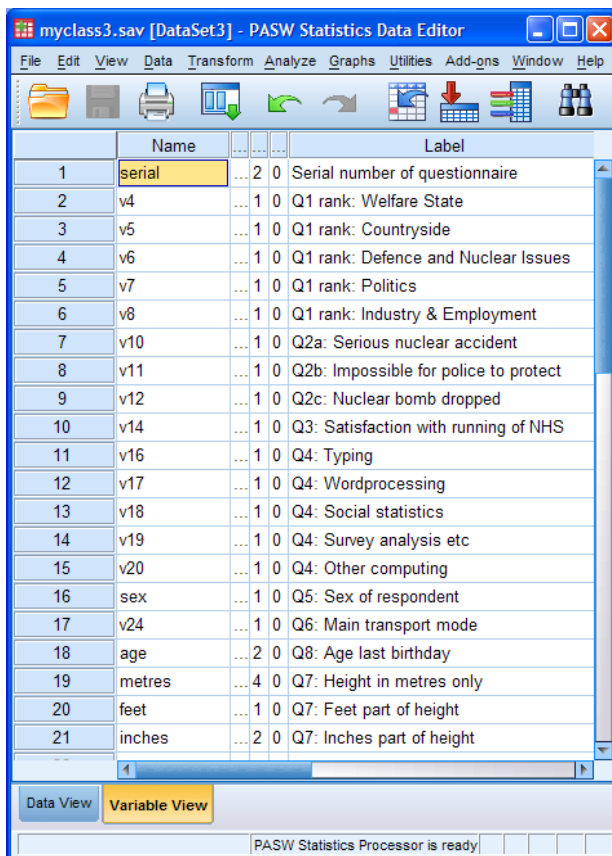 myclass3.sav [DataSet3] - PASW Statistics Data Editor
File Edit View Data Transform Analyze Graphs Utilities Add-ons Window Help
Name ... ... ... Label
1 serial ... 2 0 Serial number of questionnaire
2 v4 ... 1 0 Q1 rank: Welfare State
3 v5 ... 1 0 Q1 rank: Countryside
4 v6 ... 1 0 Q1 rank: Defence and Nuclear Issues
5 v7 ... 1 0 Q1 rank: Politics
6 v8 ... 1 0 Q1 rank: Industry & Employment
7 v10 ... 1 0 Q2a: Serious nuclear accident
8 v11 ... 1 0 Q2b: Impossible for police to protect
9 v12 ... 1 0 Q2c: Nuclear bomb dropped
10 v14 ... 1 0 Q3: Satisfaction with running of NHS
11 v16 ... 1 0 Q4: Typing
12 v17 ... 1 0 Q4: Wordprocessing
13 v18 ... 1 0 Q4: Social statistics
14 v19 ... 1 0 Q4: Survey analysis etc
15 v20 ... 1 0 Q4: Other computing
16 sex ... 1 0 Q5: Sex of respondent
17 v24 ... 1 0 Q6: Main transport mode
18 age ... 2 0 Q8: Age last birthday
19 metres ... 4 0 Q7: Height in metres only
20 feet ... 1 0 Q7: Feet part of height
21 inches ... 2 0 Q7: Inches part of height
Data View Variable View
PASW Statistics Processor is ready